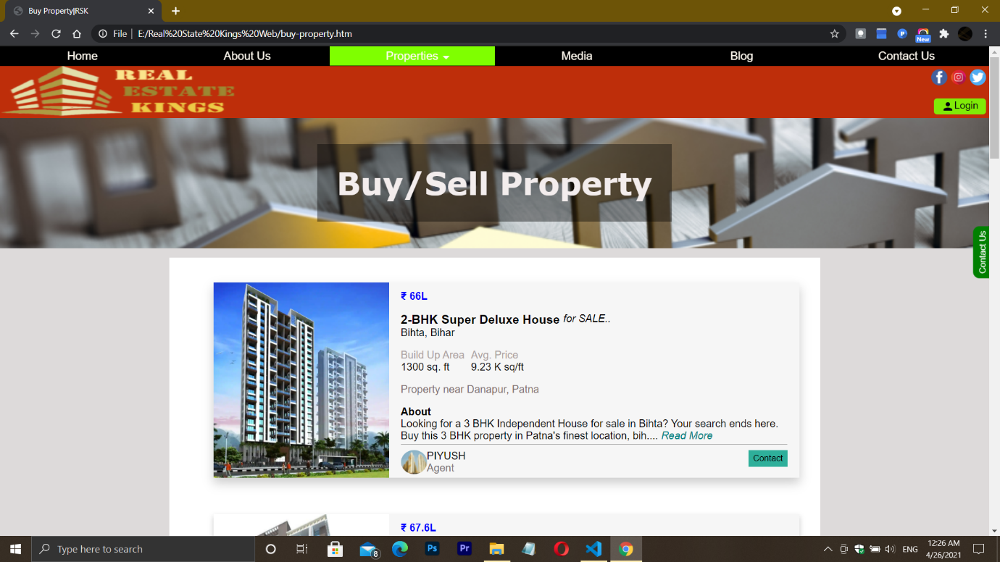 Buy Property|RSK
File | E:/Real%20State%20Kings%20Web/buy-property.htm
P
New
Home About Us Properties Media Blog Contact Us
REAL
ESTATE
KINGS
Login
Buy/Sell Property
Contact Us
₹ 66L
2-BHK Super Deluxe House for SALE..
Bihta, Bihar
Build Up Area Avg. Price
1300 sq. ft 9.23 K sq/ft
Property near Danapur, Patna
About
Looking for a 3 BHK Independent House for sale in Bihta? Your search ends here.
Buy this 3 BHK property in Patna's finest location, bih.... Read More
PIYUSH
Agent
Contact
₹ 67.6L
Type here to search
8
Ps
Pr
ENG
12:26 AM
4/26/2021